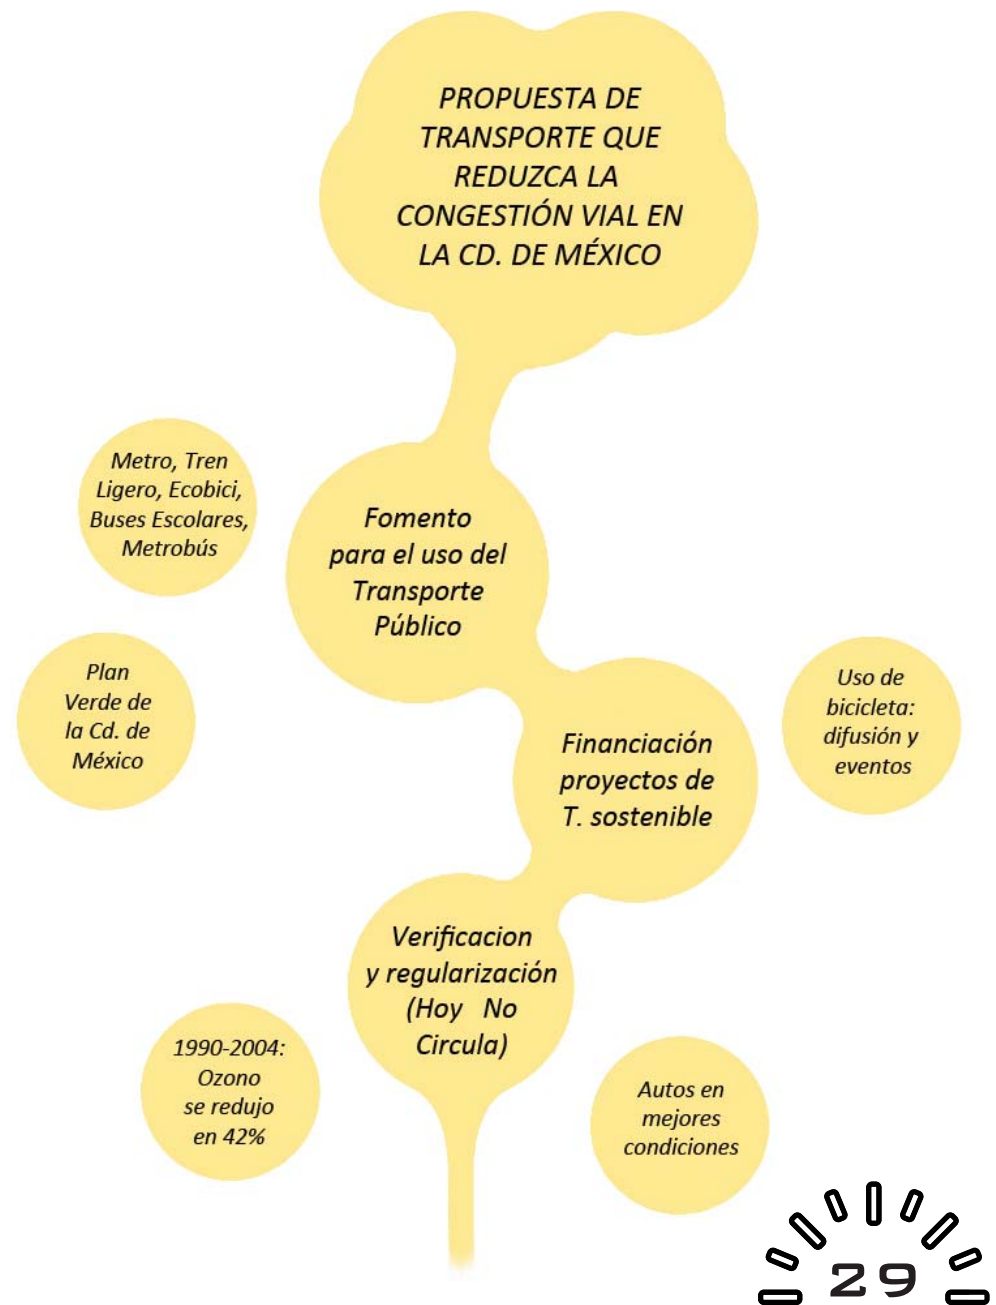 PROPUESTA DE
TRANSPORTE QUE
REDUZCA LA
CONGESTIÓN VIAL EN
LA CD. DE MÉXICO
Metro, Tren
Ligero, Ecobici,
Buses Escolares,
Metrobús
Fomento
para el uso del
Transporte
Público
Plan
Verde de
la Cd. de
México
Financiación
proyectos de
T. sostenible
Uso de
bicicleta:
difusión y
eventos
Verificacion
y regularización
(Hoy No
Circula)
1990-2004:
Ozono
se redujo
en 42%
Autos en
mejores
condiciones
29